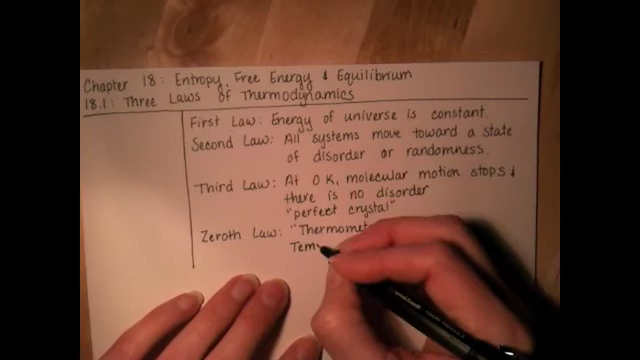 Chapter 18: Entropy, Free Energy & Equilibrium
18.1: Three Laws of Thermodynamics
First Law: Energy of universe is constant.
Second Law: All systems move toward a state
of disorder or randomness.
Third Law: At 0 K, molecular motion stops &
there is no disorder
"perfect crystal"
Zeroth Law: "Thermomet
Tem